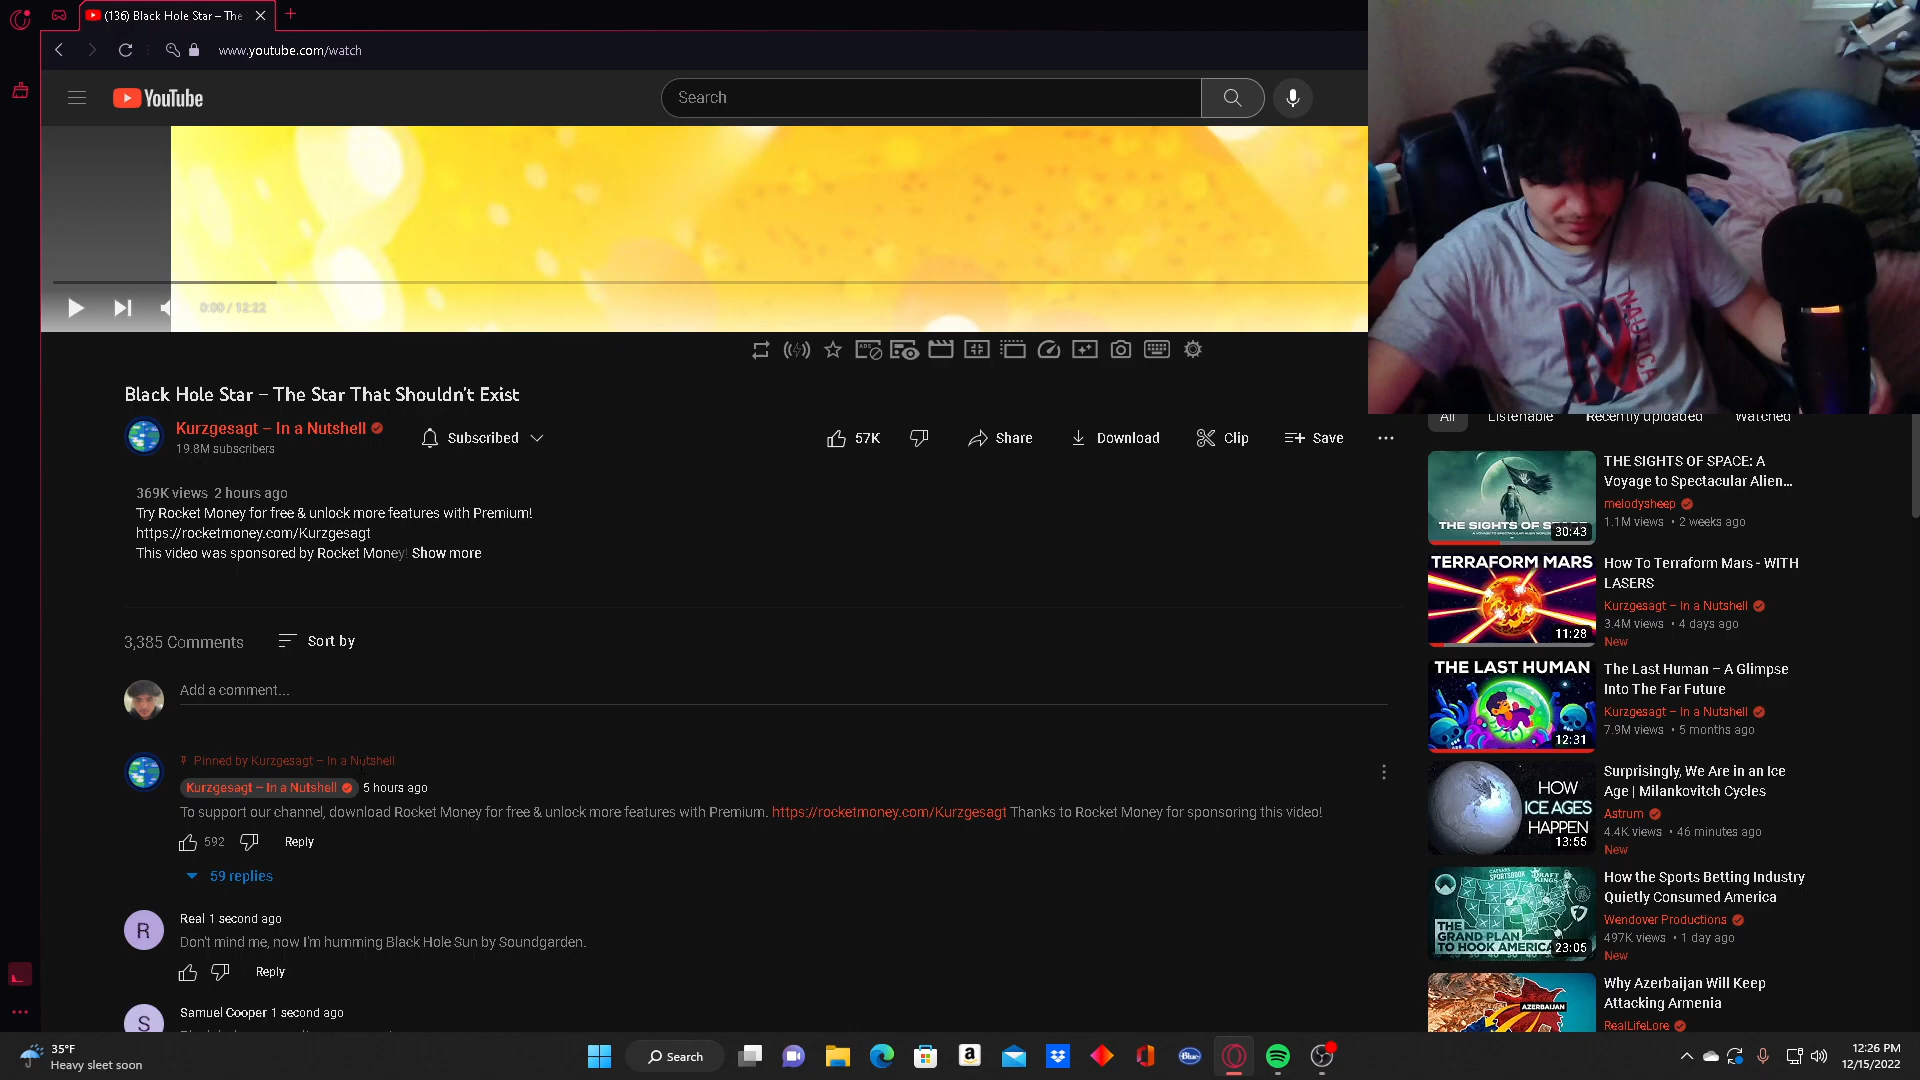 (136) Black Hole Star – The
www.youtube.com/watch
YouTube
Search
0:00 / 12:22
Black Hole Star – The Star That Shouldn't Exist
Kurzgesagt – In a Nutshell
19.8M subscribers
Subscribed
57K
Share
Download
Clip
Save
369K views 2 hours ago
Try Rocket Money for free & unlock more features with Premium!
https://rocketmoney.com/Kurzgesagt
This video was sponsored by Rocket Money! Show more
3,385 Comments
Sort by
Add a comment...
Pinned by Kurzgesagt – In a Nutshell
Kurzgesagt – In a Nutshell 5 hours ago
To support our channel, download Rocket Money for free & unlock more features with Premium. https://rocketmoney.com/Kurzgesagt Thanks to Rocket Money for sponsoring this video!
592
Reply
59 replies
R
Real 1 second ago
Don't mind me, now I'm humming Black Hole Sun by Soundgarden.
Reply
S
Samuel Cooper 1 second ago
N
NAUTICA
All
Listenable
Recently uploaded
Watched
THE SIGHTS OF SPACE
30:43
THE SIGHTS OF SPACE: A
Voyage to Spectacular Alien...
melodysheep
1.1M views • 2 weeks ago
TERRAFORM MARS
11:28
How To Terraform Mars - WITH
LASERS
Kurzgesagt – In a Nutshell
3.4M views • 4 days ago
New
THE LAST HUMAN
12:31
The Last Human – A Glimpse
Into The Far Future
Kurzgesagt – In a Nutshell
7.9M views • 5 months ago
HOW
ICE AGES
HAPPEN
13:55
Surprisingly, We Are in an Ice
Age | Milankovitch Cycles
Astrum
4.4K views • 46 minutes ago
New
CAESARS
SPORTSBOOK
DRAFT
KINGS
THE
GRAND PLAN
TO HOOK AMERICA
23:05
How the Sports Betting Industry
Quietly Consumed America
Wendover Productions
497K views • 1 day ago
New
AZERBAIJAN
Why Azerbaijan Will Keep
Attacking Armenia
RealLifeLore
35°F
Heavy sleet soon
Search
a
Blue
12:26 PM
12/15/2022